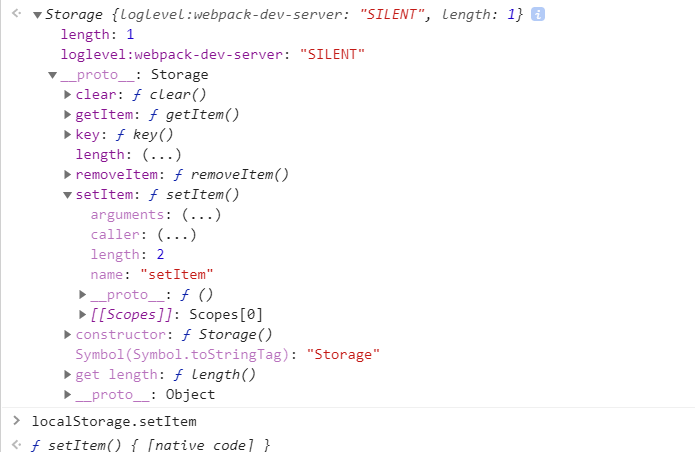 Storage {loglevel:webpack-dev-server: "SILENT", length: 1} i
length: 1
loglevel:webpack-dev-server: "SILENT"
__proto__: Storage
clear: ƒ clear()
getItem: ƒ getItem()
key: ƒ key()
length: (...)
removeItem: ƒ removeItem()
setItem: ƒ setItem()
arguments: (...)
caller: (...)
length: 2
name: "setItem"
__proto__: ƒ ()
[[Scopes]]: Scopes[0]
constructor: ƒ Storage()
Symbol(Symbol.toStringTag): "Storage"
get length: ƒ length()
__proto__: Object
localStorage.setItem
ƒ setItem() { [native code] }